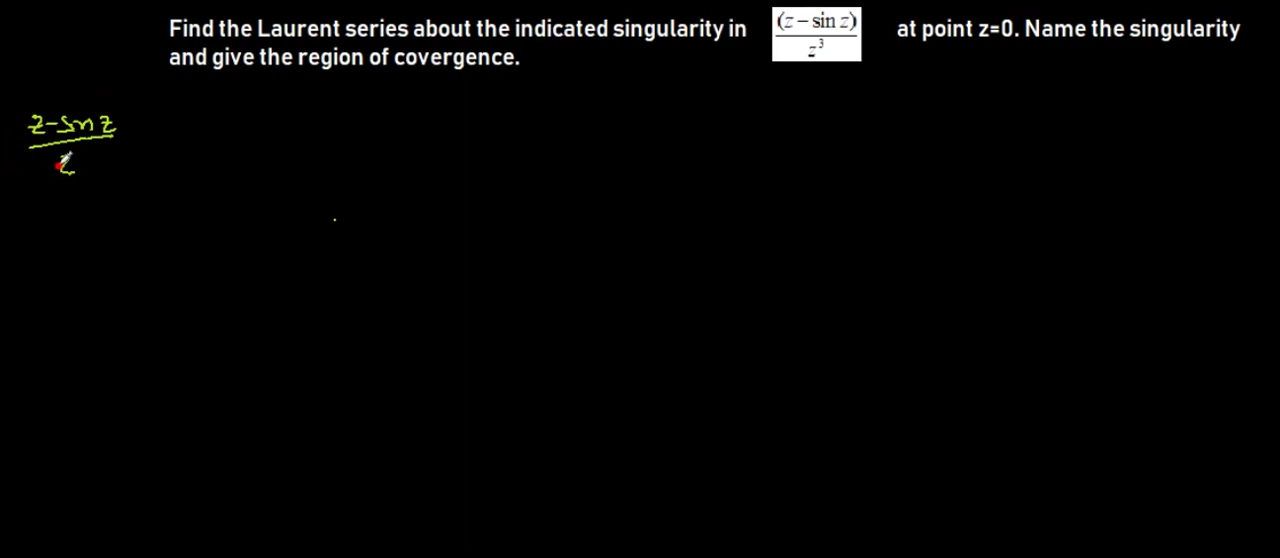 Find the Laurent series about the indicated singularity in (z − sin z) / z³ at point z=0. Name the singularity
and give the region of covergence.
z-sin z